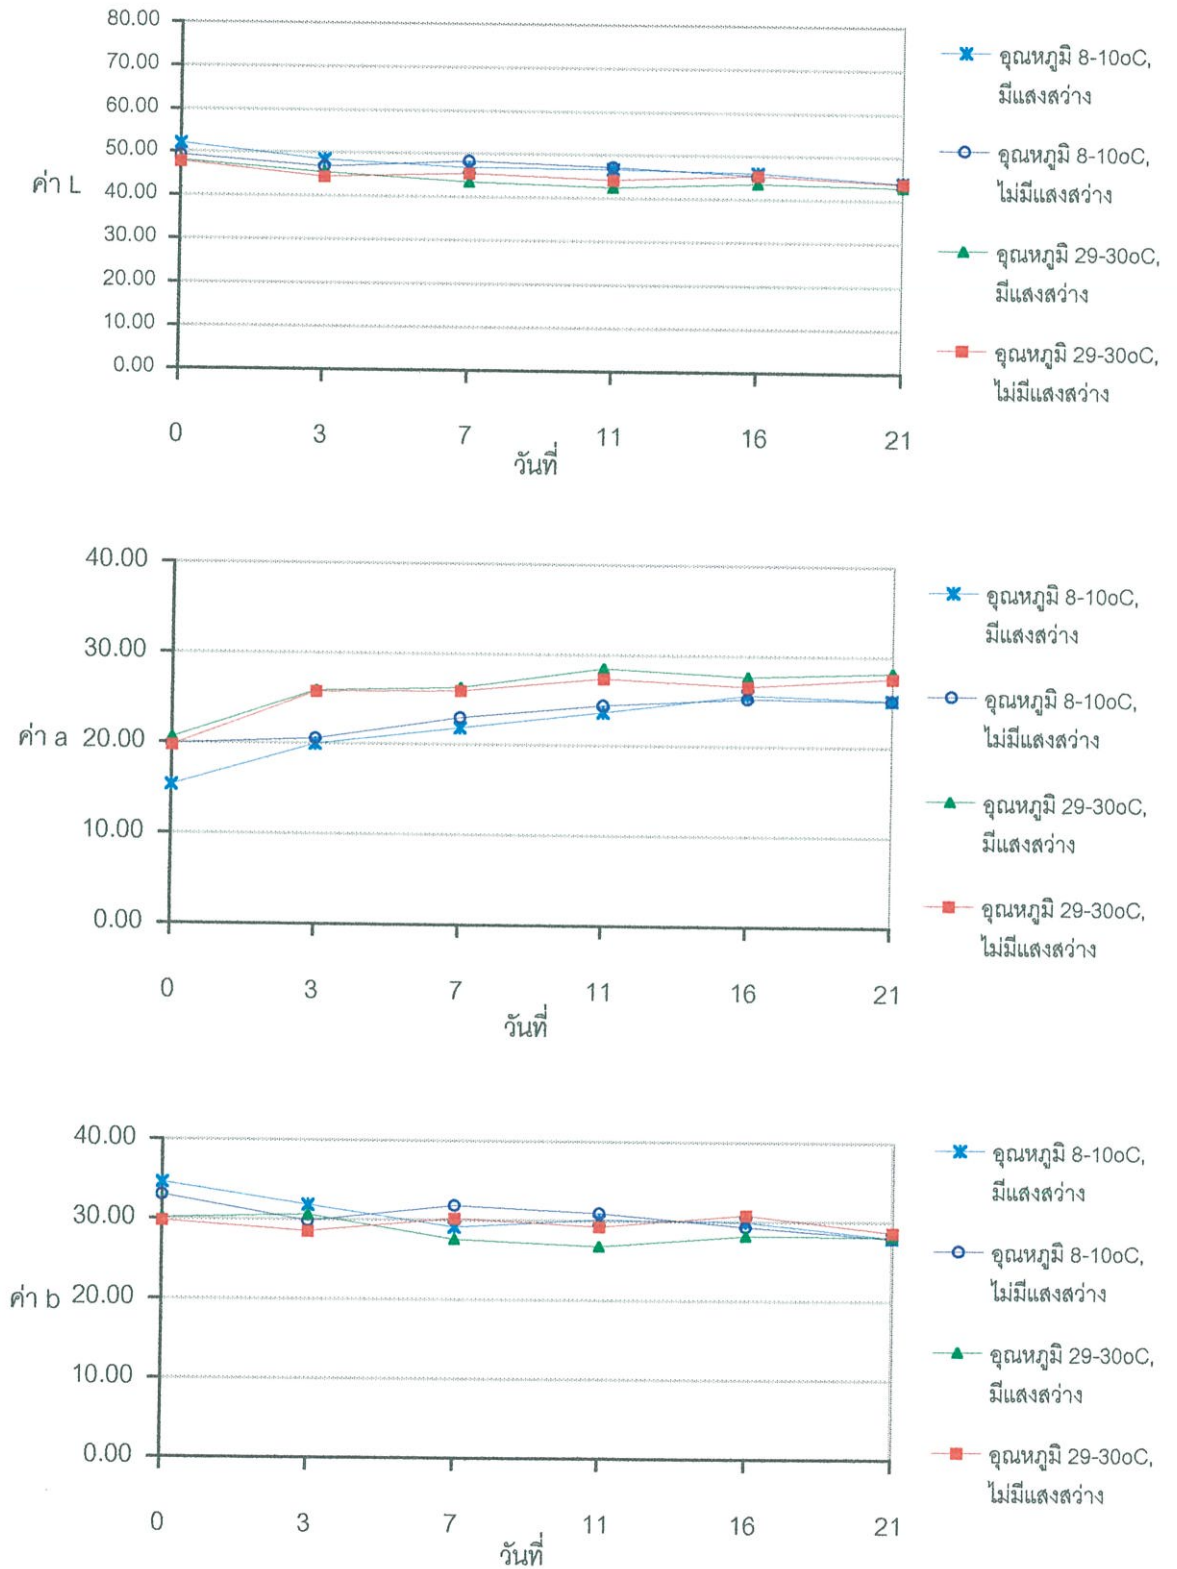 80.00
70.00
60.00
50.00
40.00
30.00
20.00
10.00
0.00
ค่า L
0 3 7 11 16 21
วันที่
อุณหภูมิ 8-10oC,
มีแสงสว่าง
อุณหภูมิ 8-10oC,
ไม่มีแสงสว่าง
อุณหภูมิ 29-30oC,
มีแสงสว่าง
อุณหภูมิ 29-30oC,
ไม่มีแสงสว่าง
40.00
30.00
20.00
10.00
0.00
ค่า a
0 3 7 11 16 21
วันที่
อุณหภูมิ 8-10oC,
มีแสงสว่าง
อุณหภูมิ 8-10oC,
ไม่มีแสงสว่าง
อุณหภูมิ 29-30oC,
มีแสงสว่าง
อุณหภูมิ 29-30oC,
ไม่มีแสงสว่าง
40.00
30.00
20.00
10.00
0.00
ค่า b
0 3 7 11 16 21
วันที่
อุณหภูมิ 8-10oC,
มีแสงสว่าง
อุณหภูมิ 8-10oC,
ไม่มีแสงสว่าง
อุณหภูมิ 29-30oC,
มีแสงสว่าง
อุณหภูมิ 29-30oC,
ไม่มีแสงสว่าง